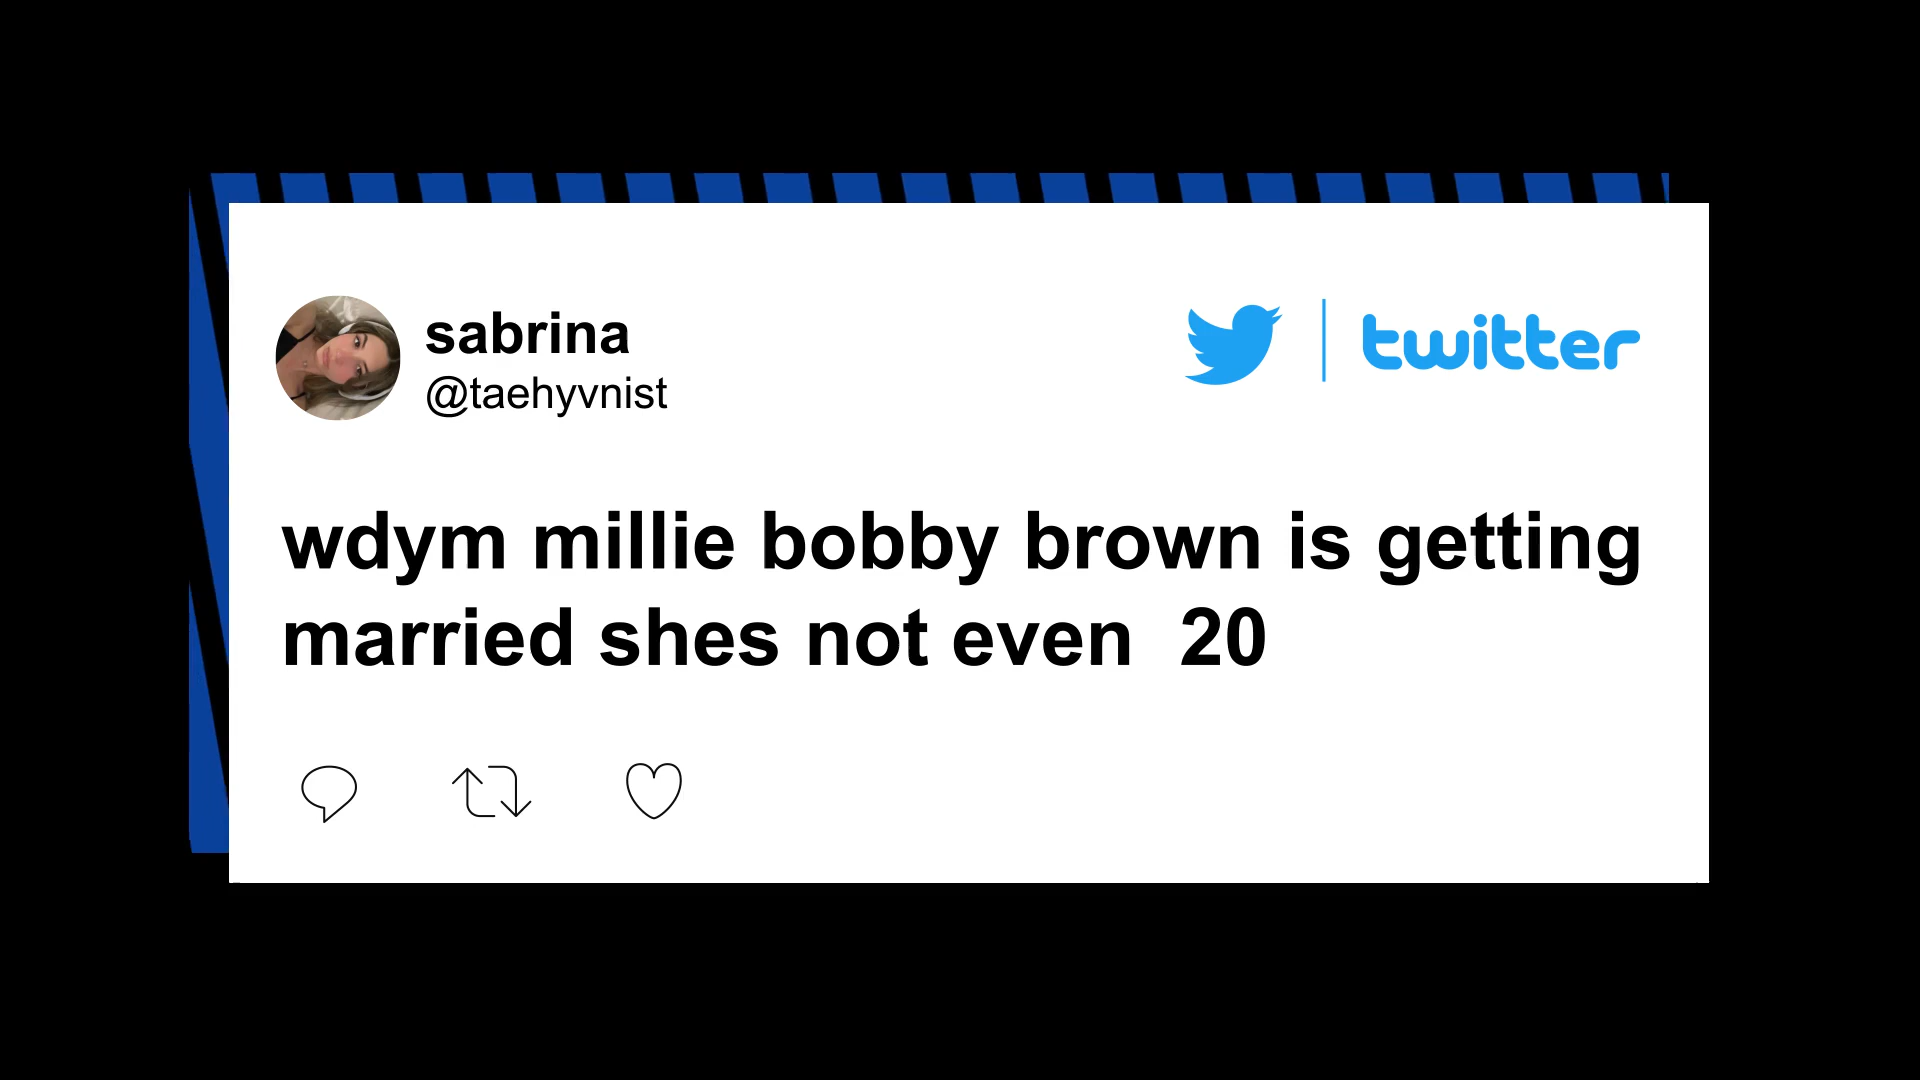 sabrina
@taehyvnist
twitter
wdym millie bobby brown is getting
married shes not even  20